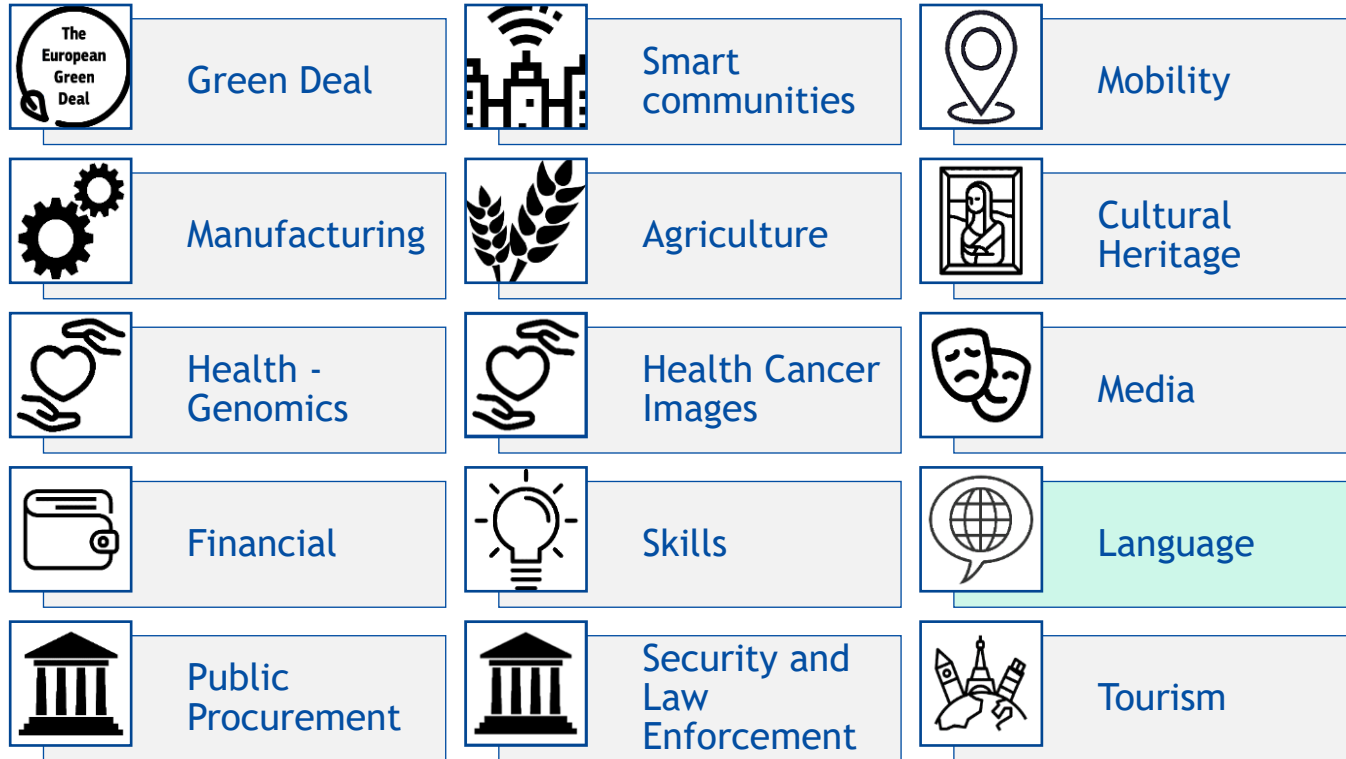 The
European
Green
Deal
Green Deal
Smart
communities
Mobility
Manufacturing
Agriculture
Cultural
Heritage
Health -
Genomics
Health Cancer
Images
Media
Financial
Skills
Language
Public
Procurement
Security and
Law
Enforcement
Tourism